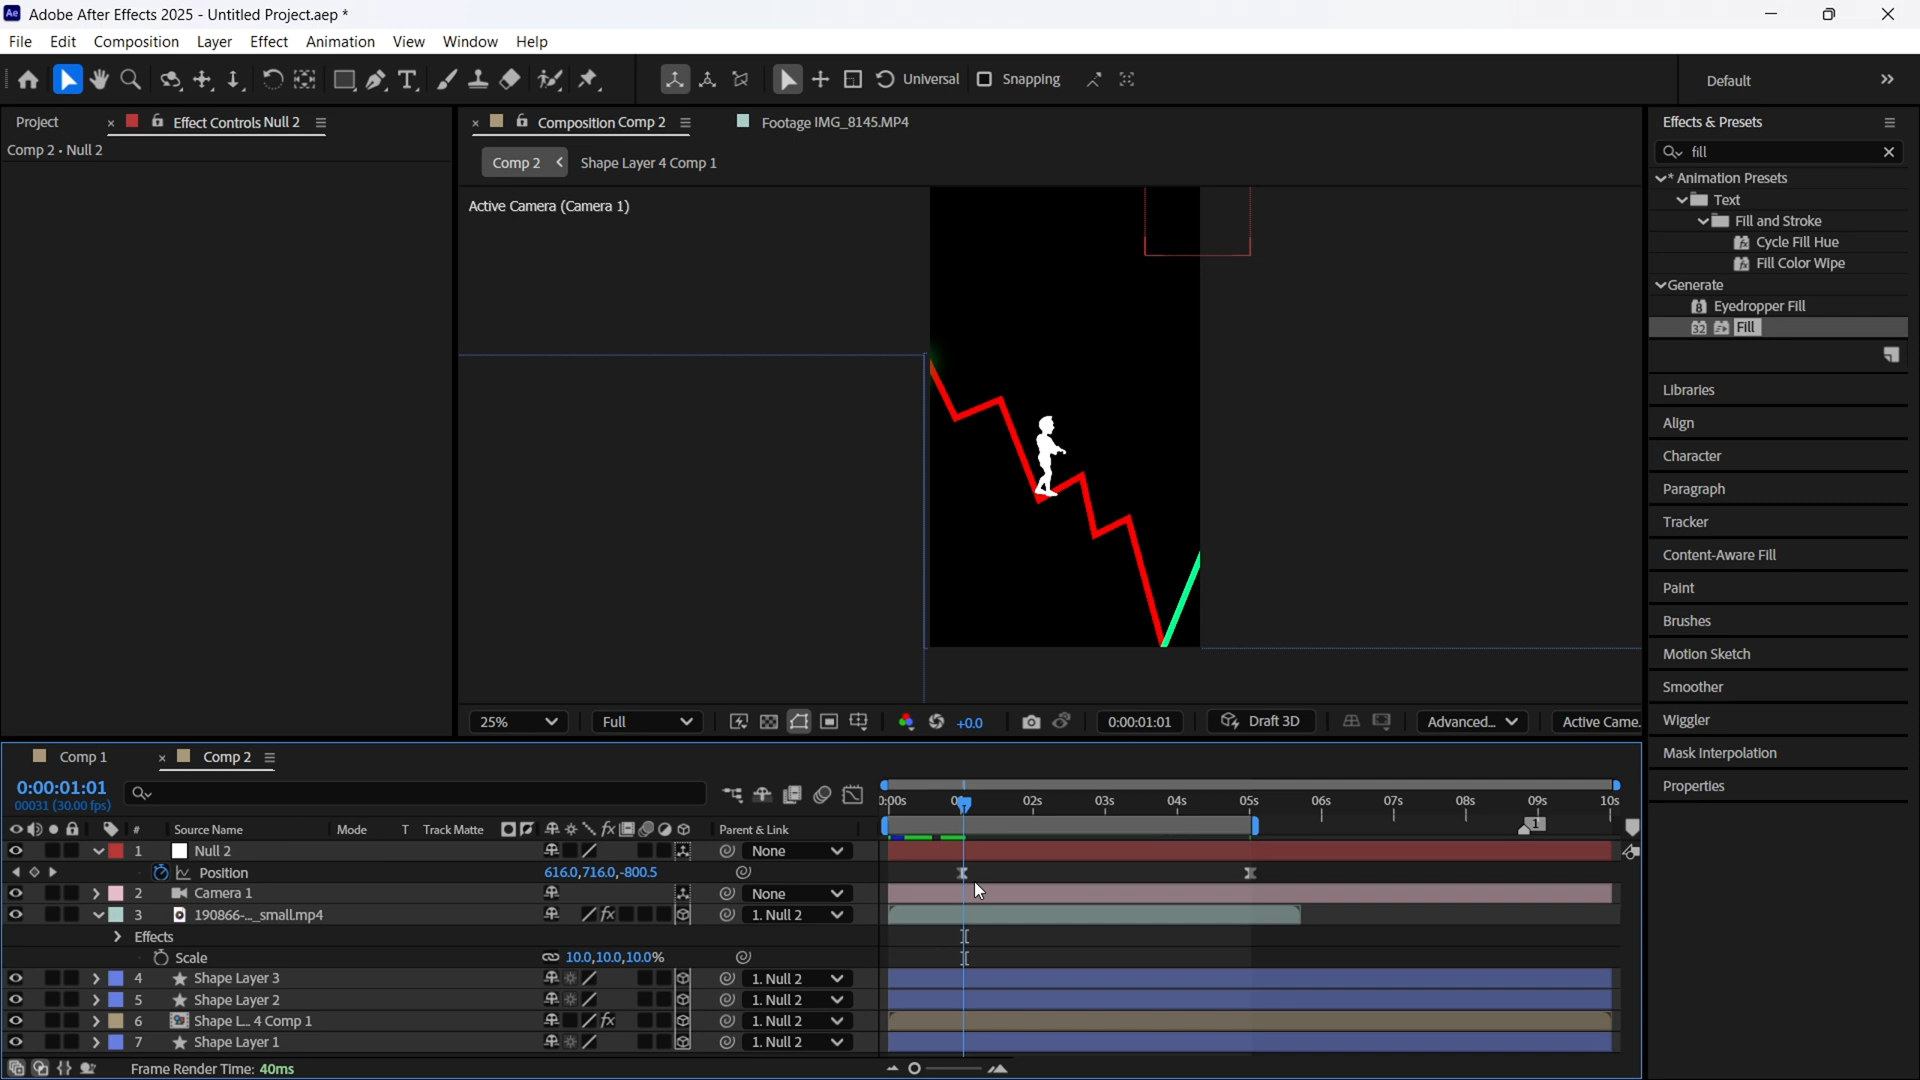 Ae Adobe After Effects 2025 - Untitled Project.aep *
File Edit Composition Layer Effect Animation View Window Help
Universal Snapping Default
Project × Effect Controls Null 2 × Composition Comp 2 Footage IMG_8145.MP4 Effects & Presets
Comp 2 • Null 2
Comp 2 Shape Layer 4 Comp 1
fill
Active Camera (Camera 1)
* Animation Presets
Text
Fill and Stroke
Cycle Fill Hue
Fill Color Wipe
Generate
8 Eyedropper Fill
32 Fill
Libraries
Align
Character
Paragraph
Tracker
Content-Aware Fill
Paint
Brushes
Motion Sketch
Smoother
Wiggler
Mask Interpolation
Properties
25% Full +0.0 0:00:01:01 Draft 3D Advanced... Active Came.
Comp 1 × Comp 2
0:00:01:01
00031 (30.00 fps)
0:00s 02s 03s 04s 05s 06s 07s 08s 09s 10s
# Source Name Mode T Track Matte fx Parent & Link 1
1 Null 2 None
Position 616.0,716.0,-800.5
2 Camera 1 None
3 190866-..._small.mp4 fx 1. Null 2
Effects
Scale 10.0,10.0,10.0%
4 Shape Layer 3 1. Null 2
5 Shape Layer 2 1. Null 2
6 Shape L... 4 Comp 1 fx 1. Null 2
7 Shape Layer 1 1. Null 2
Frame Render Time: 40ms